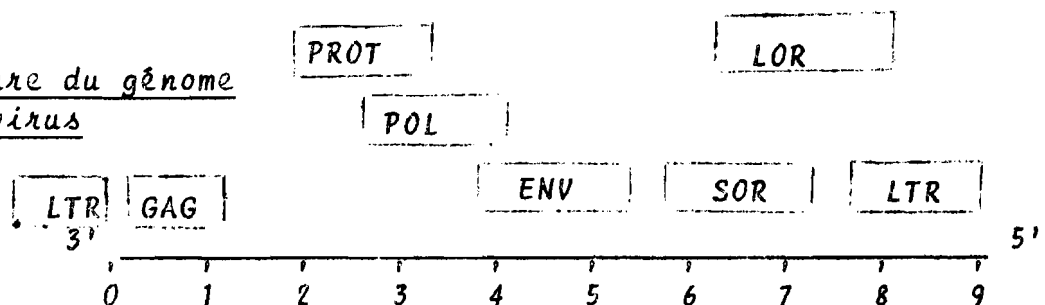 PROT LOR
re du génome
virus
POL
LTR GAG ENV SOR LTR
3' 5'
0 1 2 3 4 5 6 7 8 9